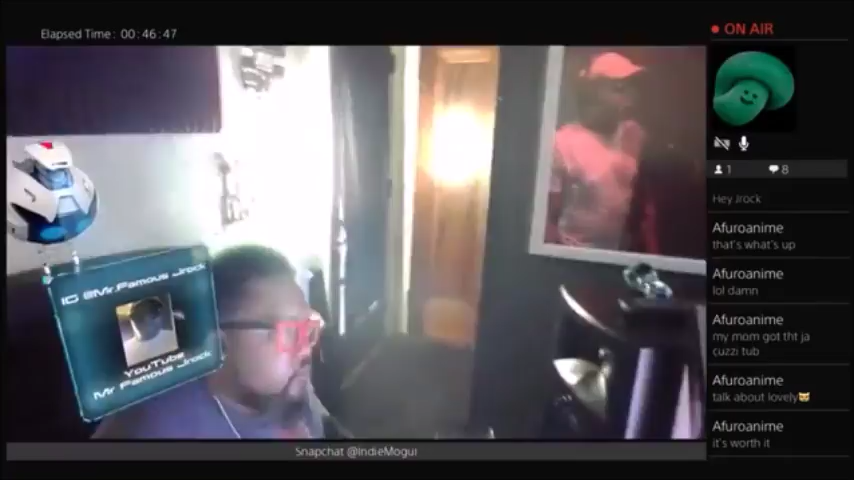 Elapsed Time: 00:46:47
ON AIR
1
8
Hey Jrock
Afuroanime
that's what's up
Afuroanime
lol damn
Afuroanime
my mom got tht ja
cuzzi tub
Afuroanime
talk about lovely😻
Afuroanime
it's worth it
IG @Mr.Famous Jrock
YouTube
Mr Famous Jrock
Snapchat @IndieMogul